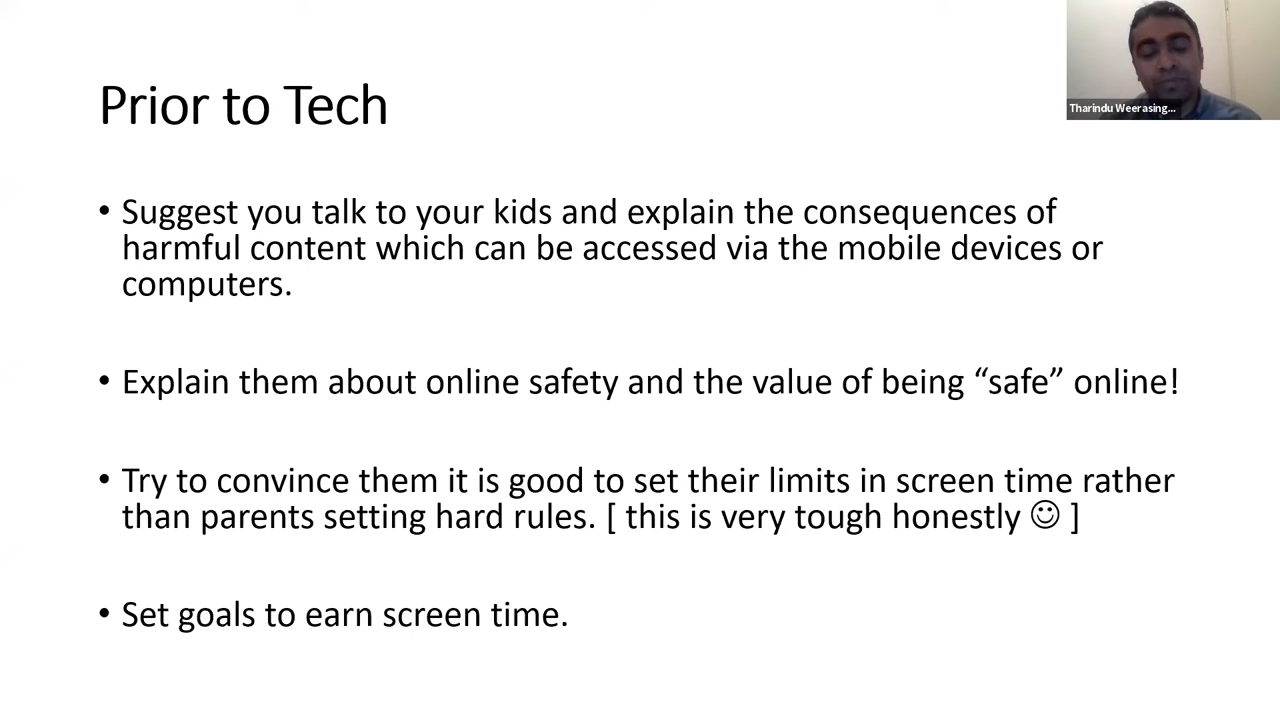 Prior to Tech
Tharindu Weerasing...
• Suggest you talk to your kids and explain the consequences of
harmful content which can be accessed via the mobile devices or
computers.
• Explain them about online safety and the value of being “safe” online!
• Try to convince them it is good to set their limits in screen time rather
than parents setting hard rules. [ this is very tough honestly ☺ ]
• Set goals to earn screen time.